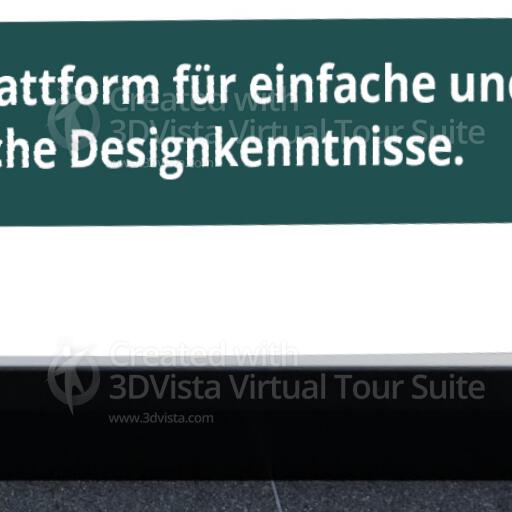 attform für einfache und
che Designkenntnisse.
Created with
3DVista Virtual Tour Suite
Created with
3DVista Virtual Tour Suite
www.3dvista.com